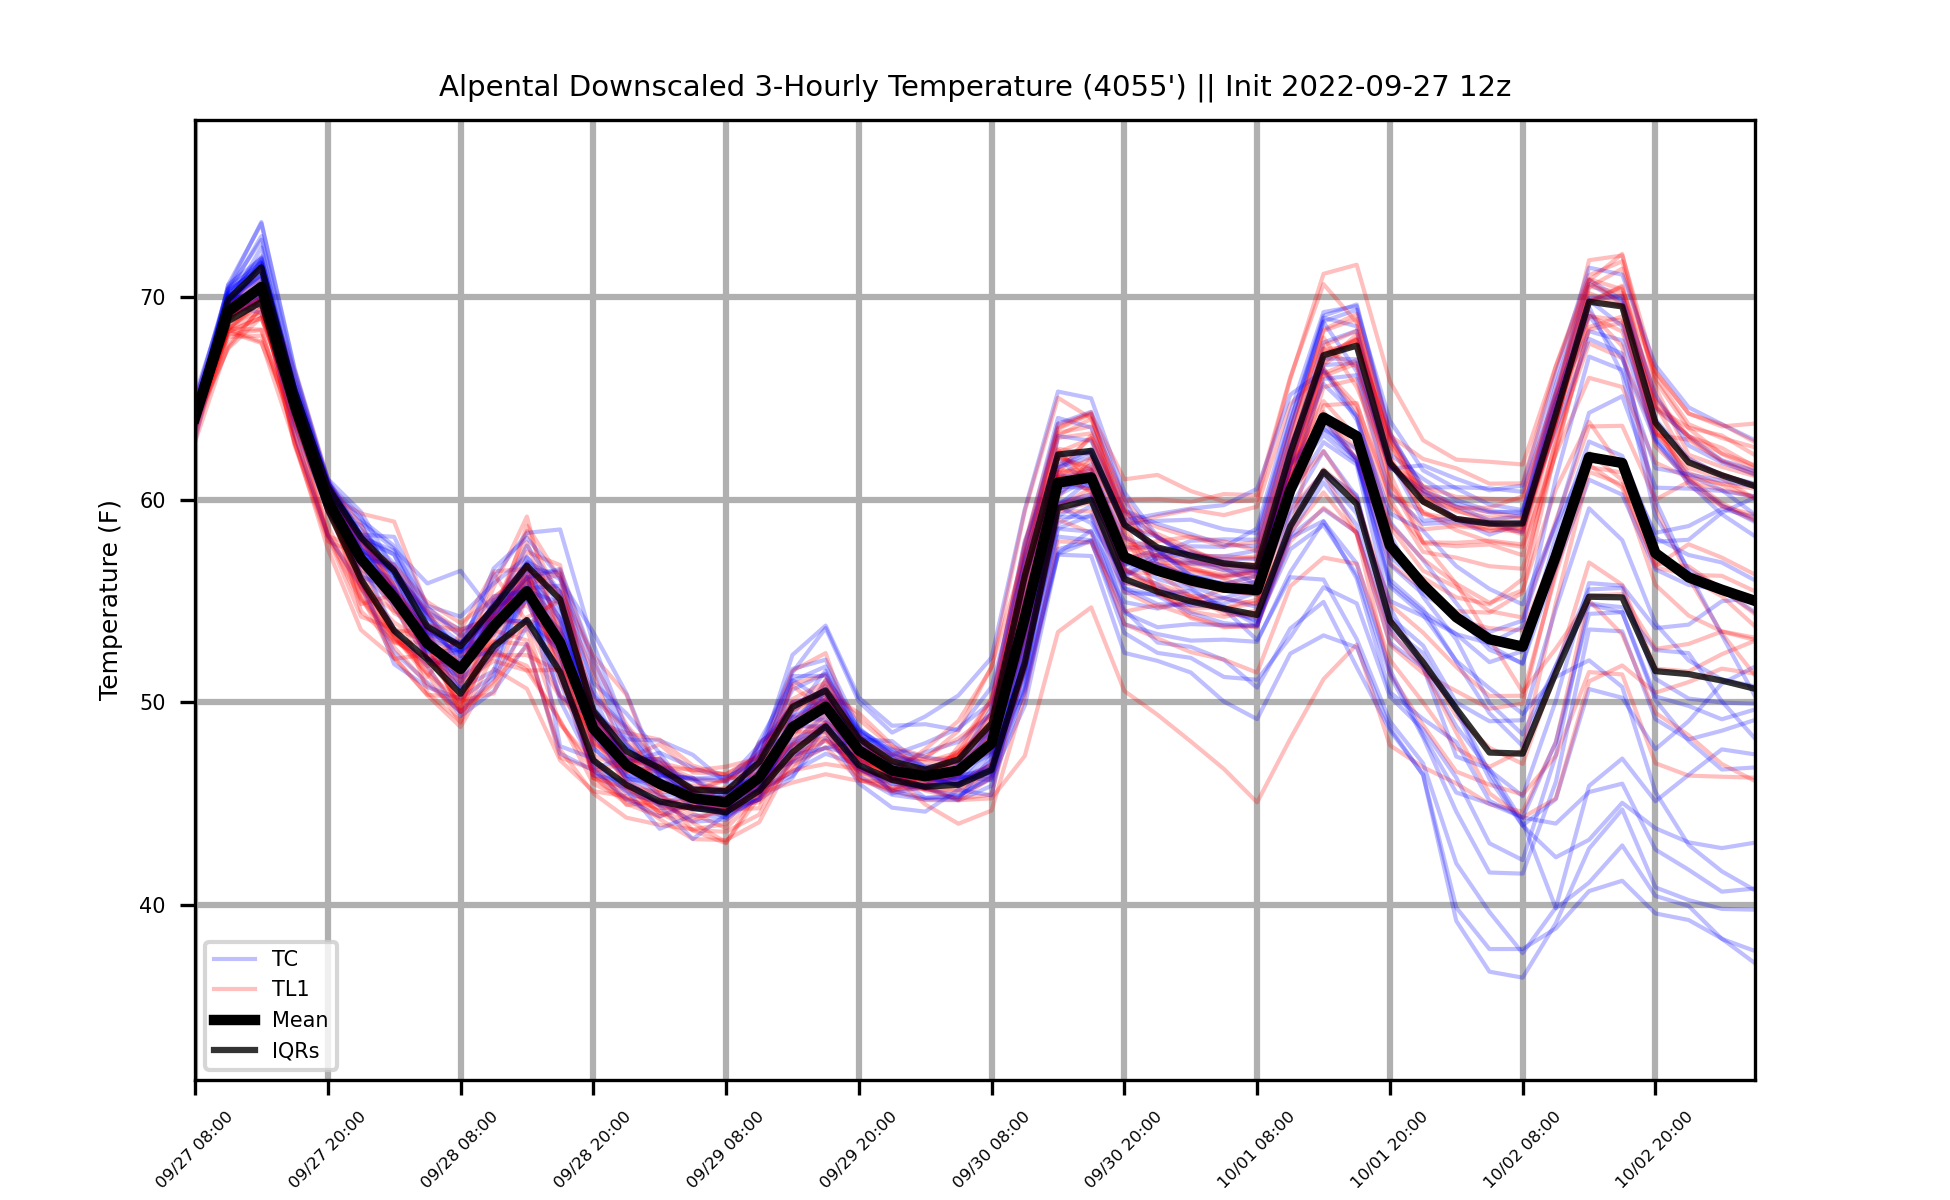 Alpental Downscaled 3-Hourly Temperature (4055') || Init 2022-09-27 12z
Temperature (F)
70
60
50
40
TC
TL1
Mean
IQRs
09/27 08:00
09/27 20:00
09/28 08:00
09/28 20:00
09/29 08:00
09/29 20:00
09/30 08:00
09/30 20:00
10/01 08:00
10/01 20:00
10/02 08:00
10/02 20:00